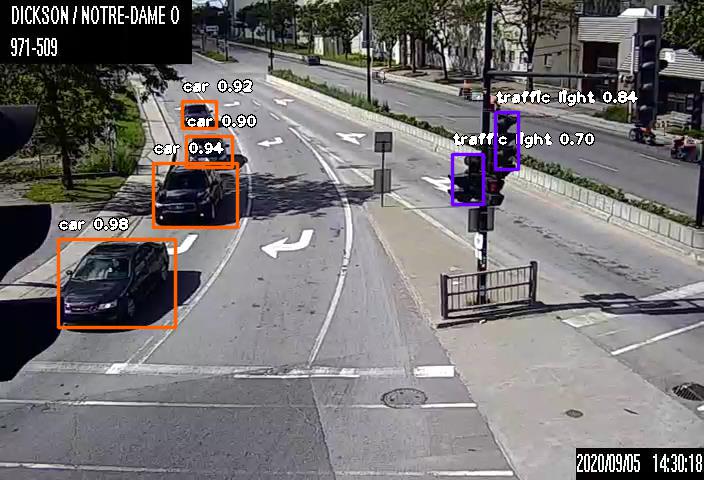 DICKSON / NOTRE-DAME O
971-509
car 0.92
traffic light 0.84
car 0.90
traffic light 0.70
car 0.94
car 0.98
2020/09/05 14:30:18